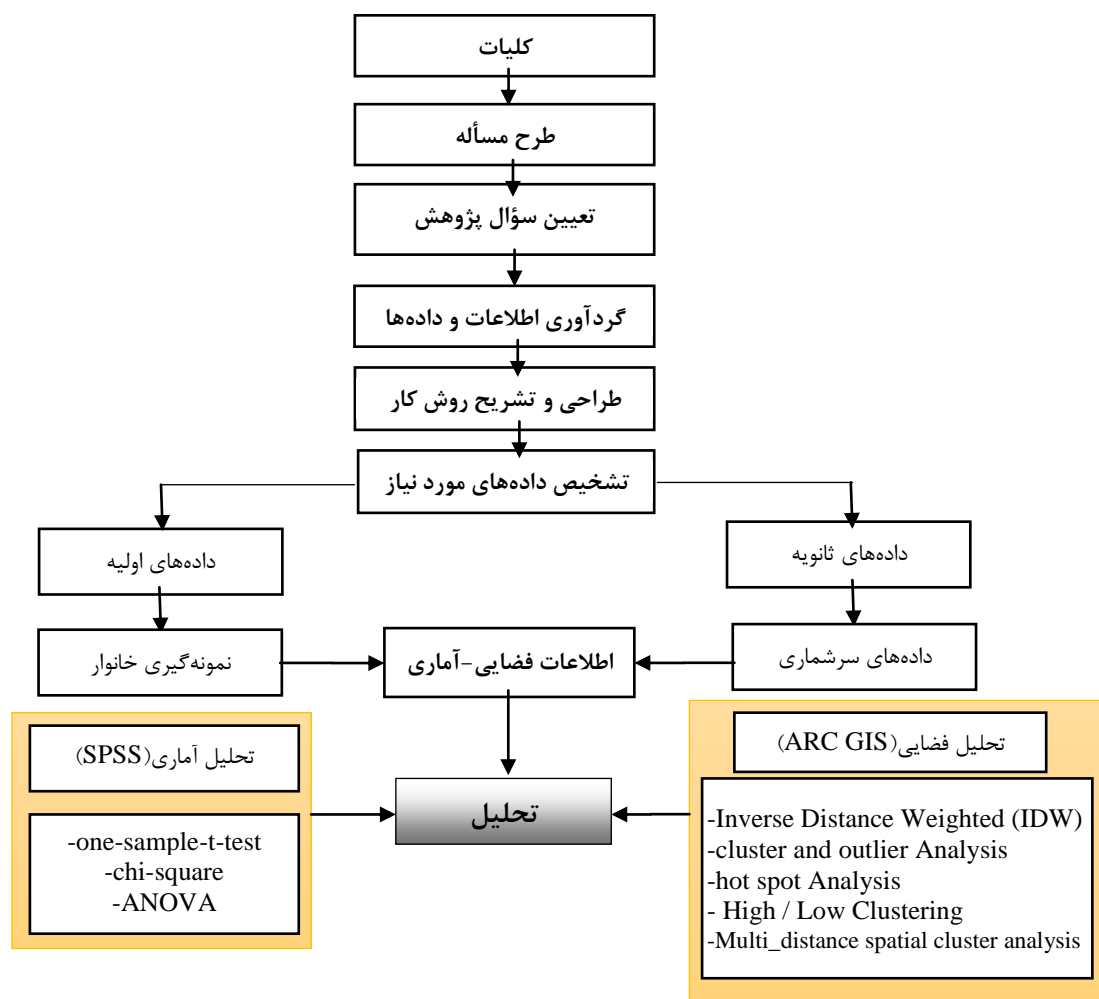 کلیات
طرح مسأله
تعیین سؤال پژوهش
گردآوری اطلاعات و داده‌ها
طراحی و تشریح روش کار
تشخیص داده‌های مورد نیاز
داده‌های ثانویه
داده‌های اولیه
داده‌های سرشماری
اطلاعات فضایی-آماری
نمونه‌گیری خانوار
تحلیل فضایی(ARC GIS)
-Inverse Distance Weighted (IDW)
-cluster and outlier Analysis
-hot spot Analysis
- High / Low Clustering
-Multi_distance spatial cluster analysis
تحلیل
تحلیل آماری(SPSS)
-one-sample-t-test
-chi-square
-ANOVA